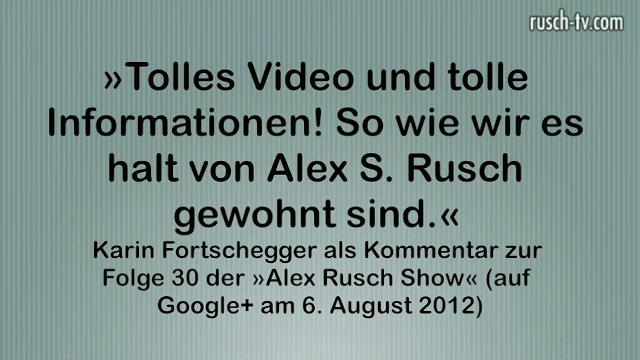 rusch-tv.com
»Tolles Video und tolle
Informationen! So wie wir es
halt von Alex S. Rusch
gewohnt sind.«
Karin Fortschegger als Kommentar zur
Folge 30 der »Alex Rusch Show« (auf
Google+ am 6. August 2012)